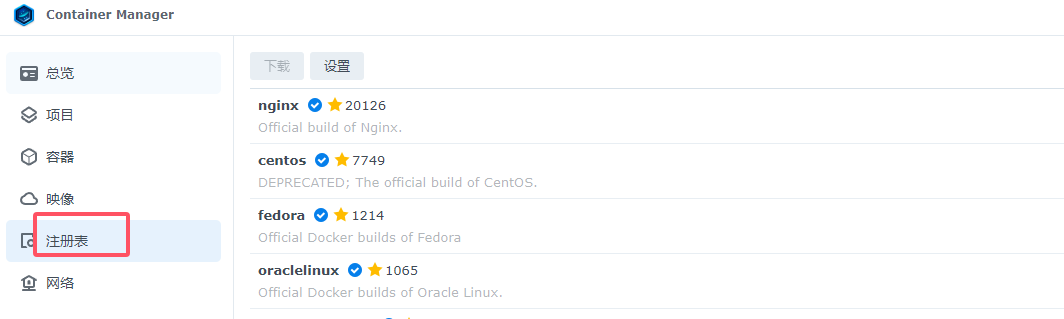 Container Manager
总览
项目
容器
映像
注册表
网络
下载 设置
nginx 20126
Official build of Nginx.
centos 7749
DEPRECATED; The official build of CentOS.
fedora 1214
Official Docker builds of Fedora
oraclelinux 1065
Official Docker builds of Oracle Linux.